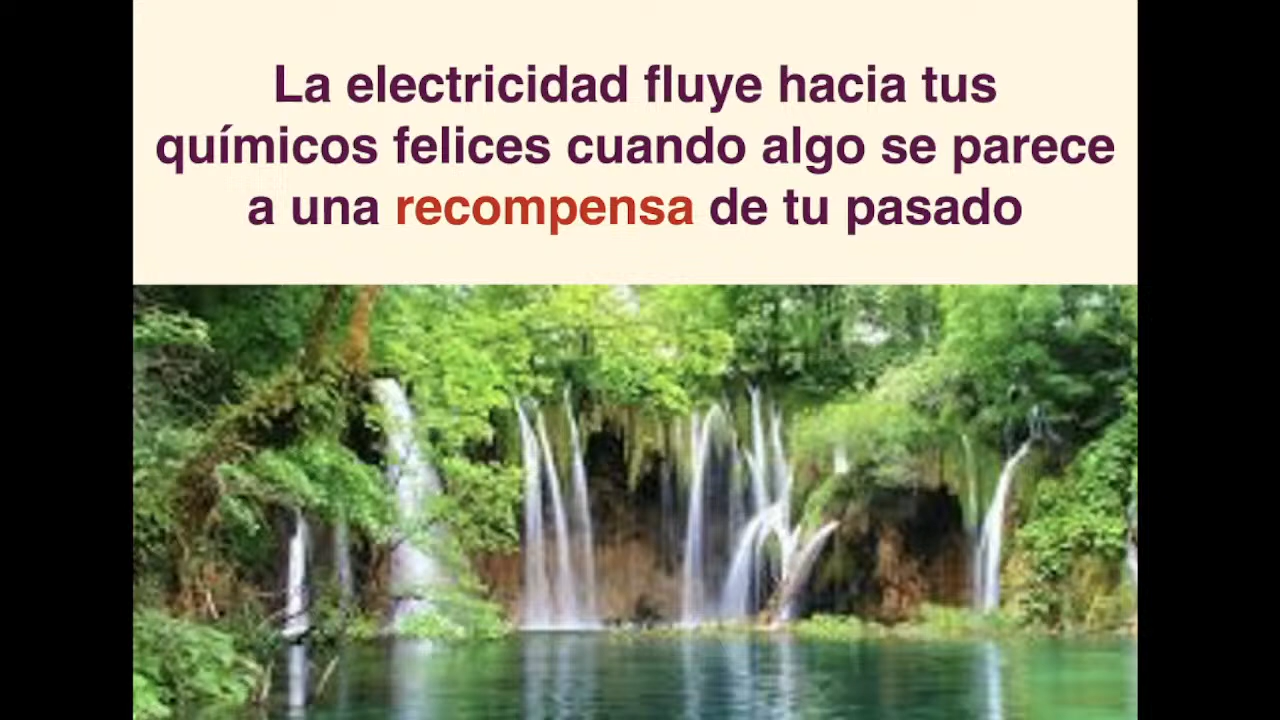 La electricidad fluye hacia tus
químicos felices cuando algo se parece
a una recompensa de tu pasado